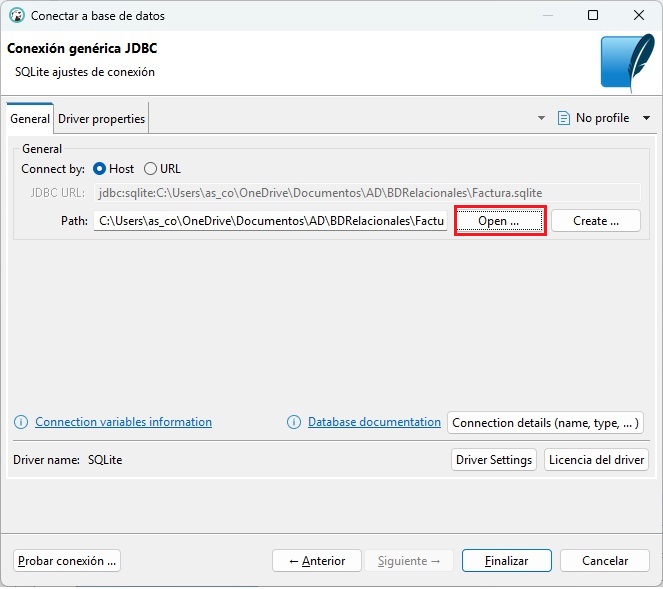 Conectar a base de datos
Conexión genérica JDBC
SQLite ajustes de conexión
General Driver properties No profile
General
Connect by: Host URL
JDBC URL: jdbc:sqlite:C:\Users\as_co\OneDrive\Documentos\AD\BDRelacionales\Factura.sqlite
Path: C:\Users\as_co\OneDrive\Documentos\AD\BDRelacionales\Factu Open ... Create ...
Connection variables information Database documentation Connection details (name, type, ... )
Driver name: SQLite Driver Settings Licencia del driver
Probar conexión ... ← Anterior Siguiente → Finalizar Cancelar